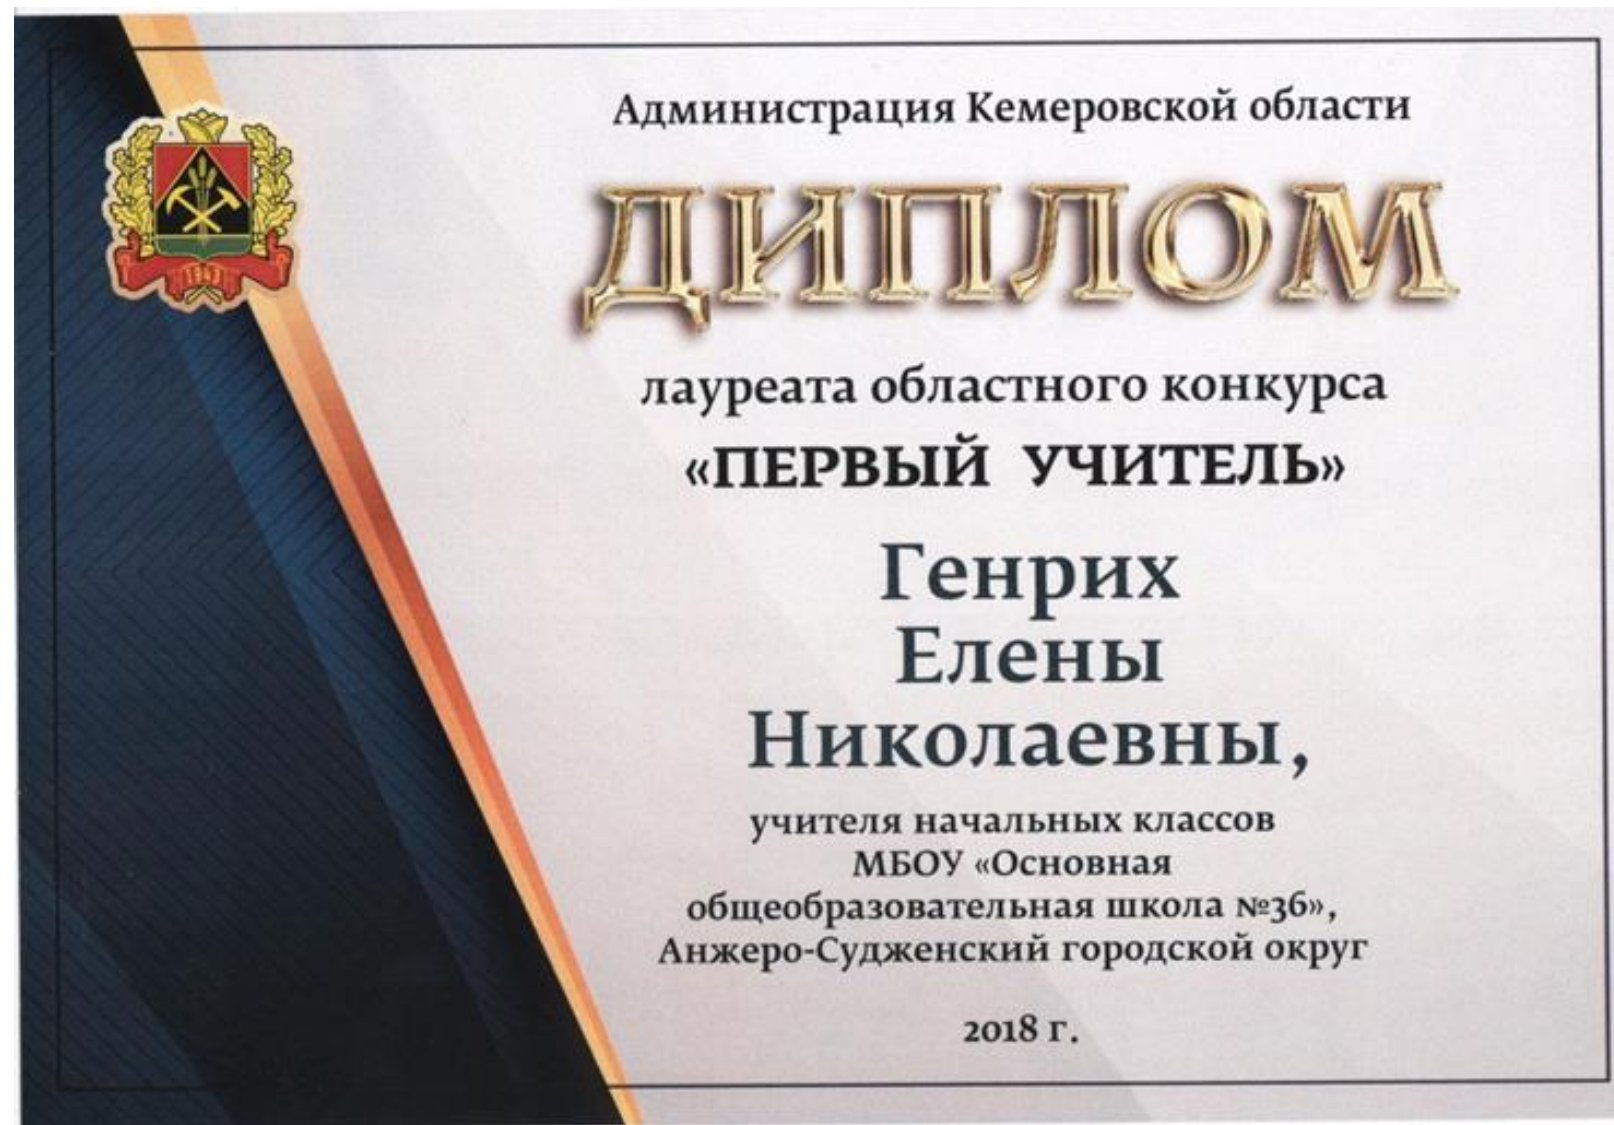 1943
Администрация Кемеровской области
ДИПЛОМ
лауреата областного конкурса
«ПЕРВЫЙ УЧИТЕЛЬ»
Генрих
Елены
Николаевны,
учителя начальных классов
МБОУ «Основная
общеобразовательная школа №36»,
Анжеро-Судженский городской округ
2018 г.